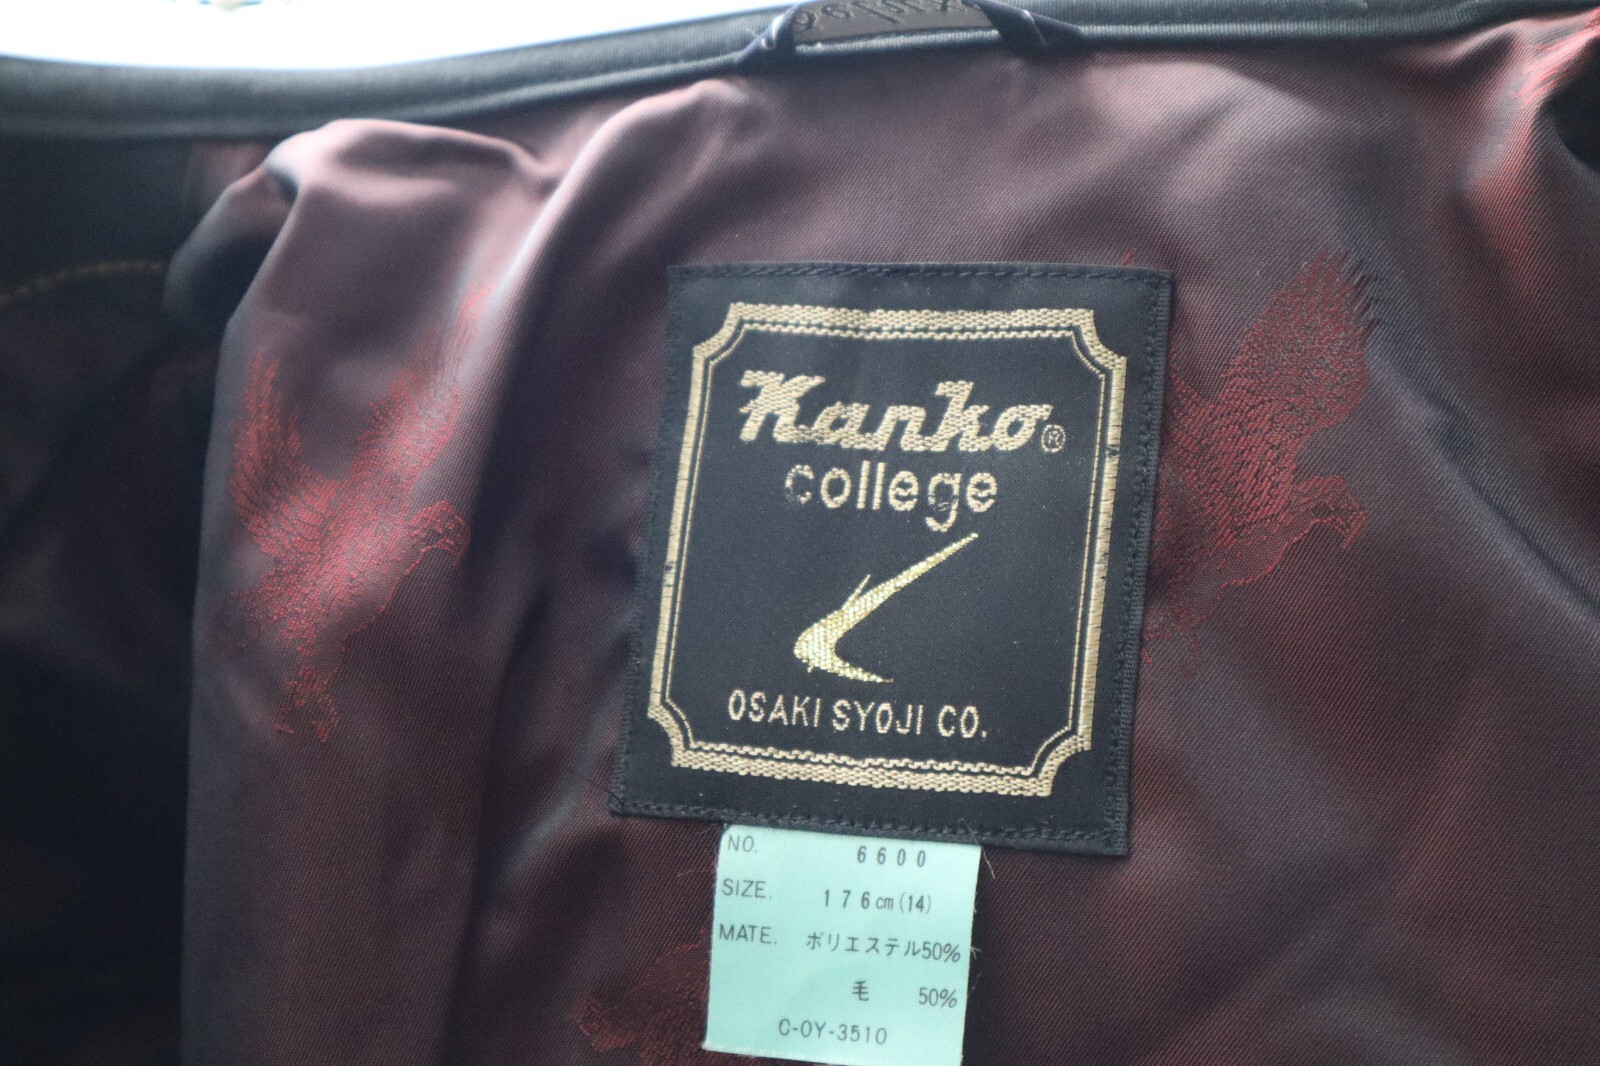 Kanko®
college
OSAKI SYOJI CO.
NO. 6600
SIZE. 176cm(14)
MATE. ポリエステル50%
毛 50%
C-OY-3510